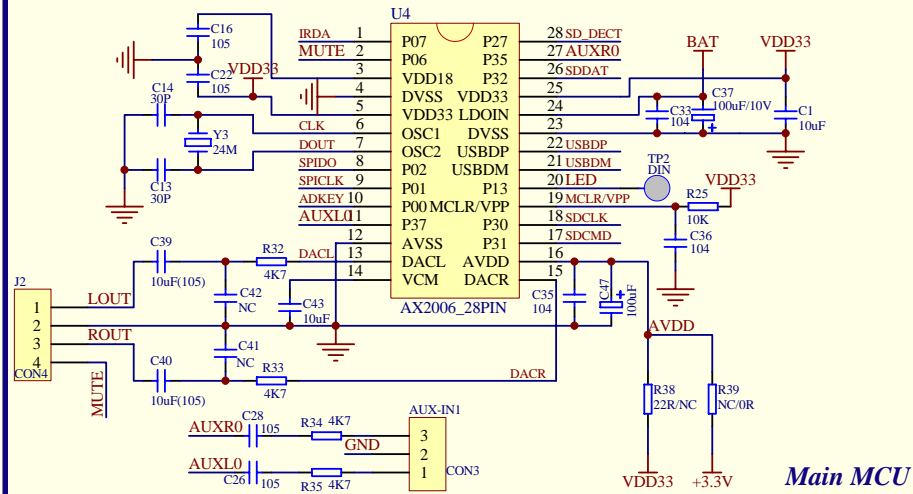 U4
C16
105
C22
105
VDD33
C14
30P
Y3
24M
C13
30P
IRDA 1 P07
MUTE 2 P06
3 VDD18
4 DVSS
5 VDD33
CLK 6 OSC1
DOUT 7 OSC2
SPIDO 8 P02
SPICLK 9 P01
ADKEY 10 P00
AUXL0 11 P37
12 AVSS
DACL 13 DACL
14 VCM
P27 28 SD_DECT
P35 27 AUXR0
P32 26 SDDAT
VDD33 25
LDOIN 24
DVSS 23
USBDP 22 USBDP
USBDM 21 USBDM
P13 20 LED
MCLR/VPP 19 MCLR/VPP
P30 18 SDCLK
P31 17 SDCMD
AVDD 16
DACR 15
AX2006_28PIN
BAT
VDD33
C33
104
C37
100uF/10V
+
C1
10uF
TP2
DIN
R25
10K
VDD33
C36
104
C39
10uF(105)
R32
4K7
C42
NC
C43
10uF
C35
104
C47
100uF
+
J2
1 LOUT
2
3 ROUT
4
CON4
MUTE
C41
NC
C40
10uF(105)
R33
4K7
DACR
AVDD
R38
22R/NC
R39
NC/0R
VDD33
+3.3V
AUX-IN1
AUXR0
C28
105
R34 4K7
3
GND
2
AUXL0
C26
105
R35 4K7
1
CON3
Main MCU